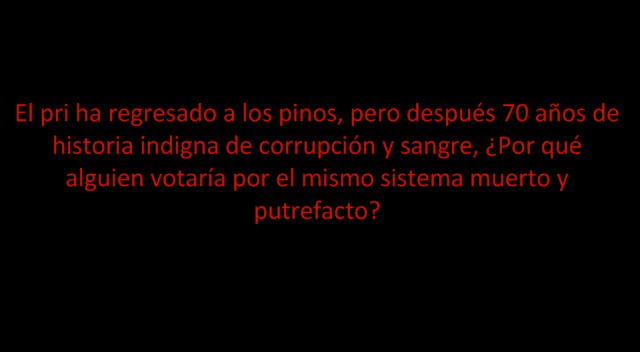 El pri ha regresado a los pinos, pero después 70 años de
historia indigna de corrupción y sangre, ¿Por qué
alguien votaría por el mismo sistema muerto y
putrefacto?